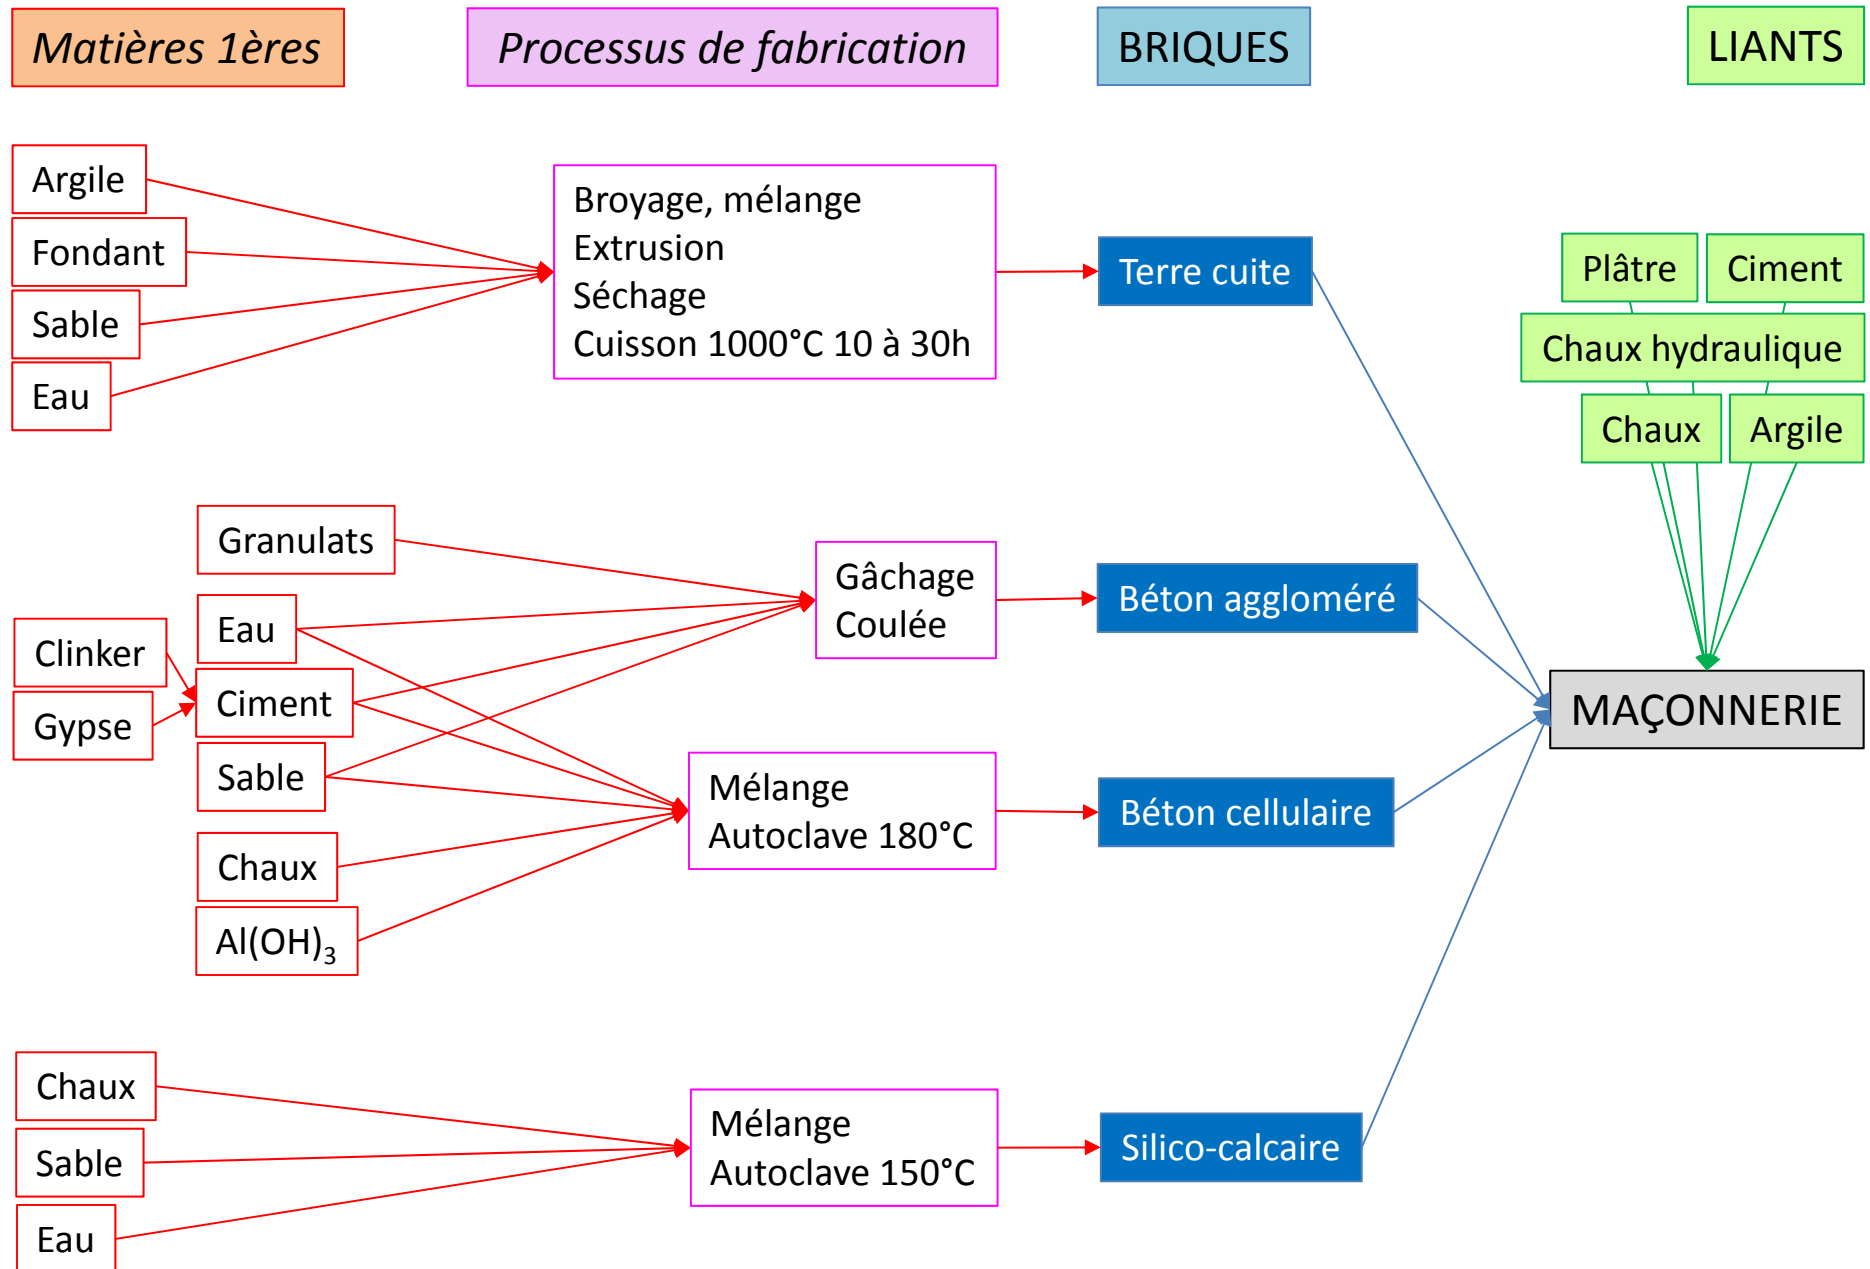 Matières 1ères
Processus de fabrication
BRIQUES
LIANTS
Argile
Fondant
Sable
Eau
Broyage, mélange
Extrusion
Séchage
Cuisson 1000°C 10 à 30h
Terre cuite
Plâtre
Ciment
Chaux hydraulique
Chaux
Argile
Granulats
Eau
Clinker
Gypse
Ciment
Sable
Chaux
Al(OH)₃
Gâchage
Coulée
Béton aggloméré
MAÇONNERIE
Mélange
Autoclave 180°C
Béton cellulaire
Chaux
Sable
Eau
Mélange
Autoclave 150°C
Silico-calcaire